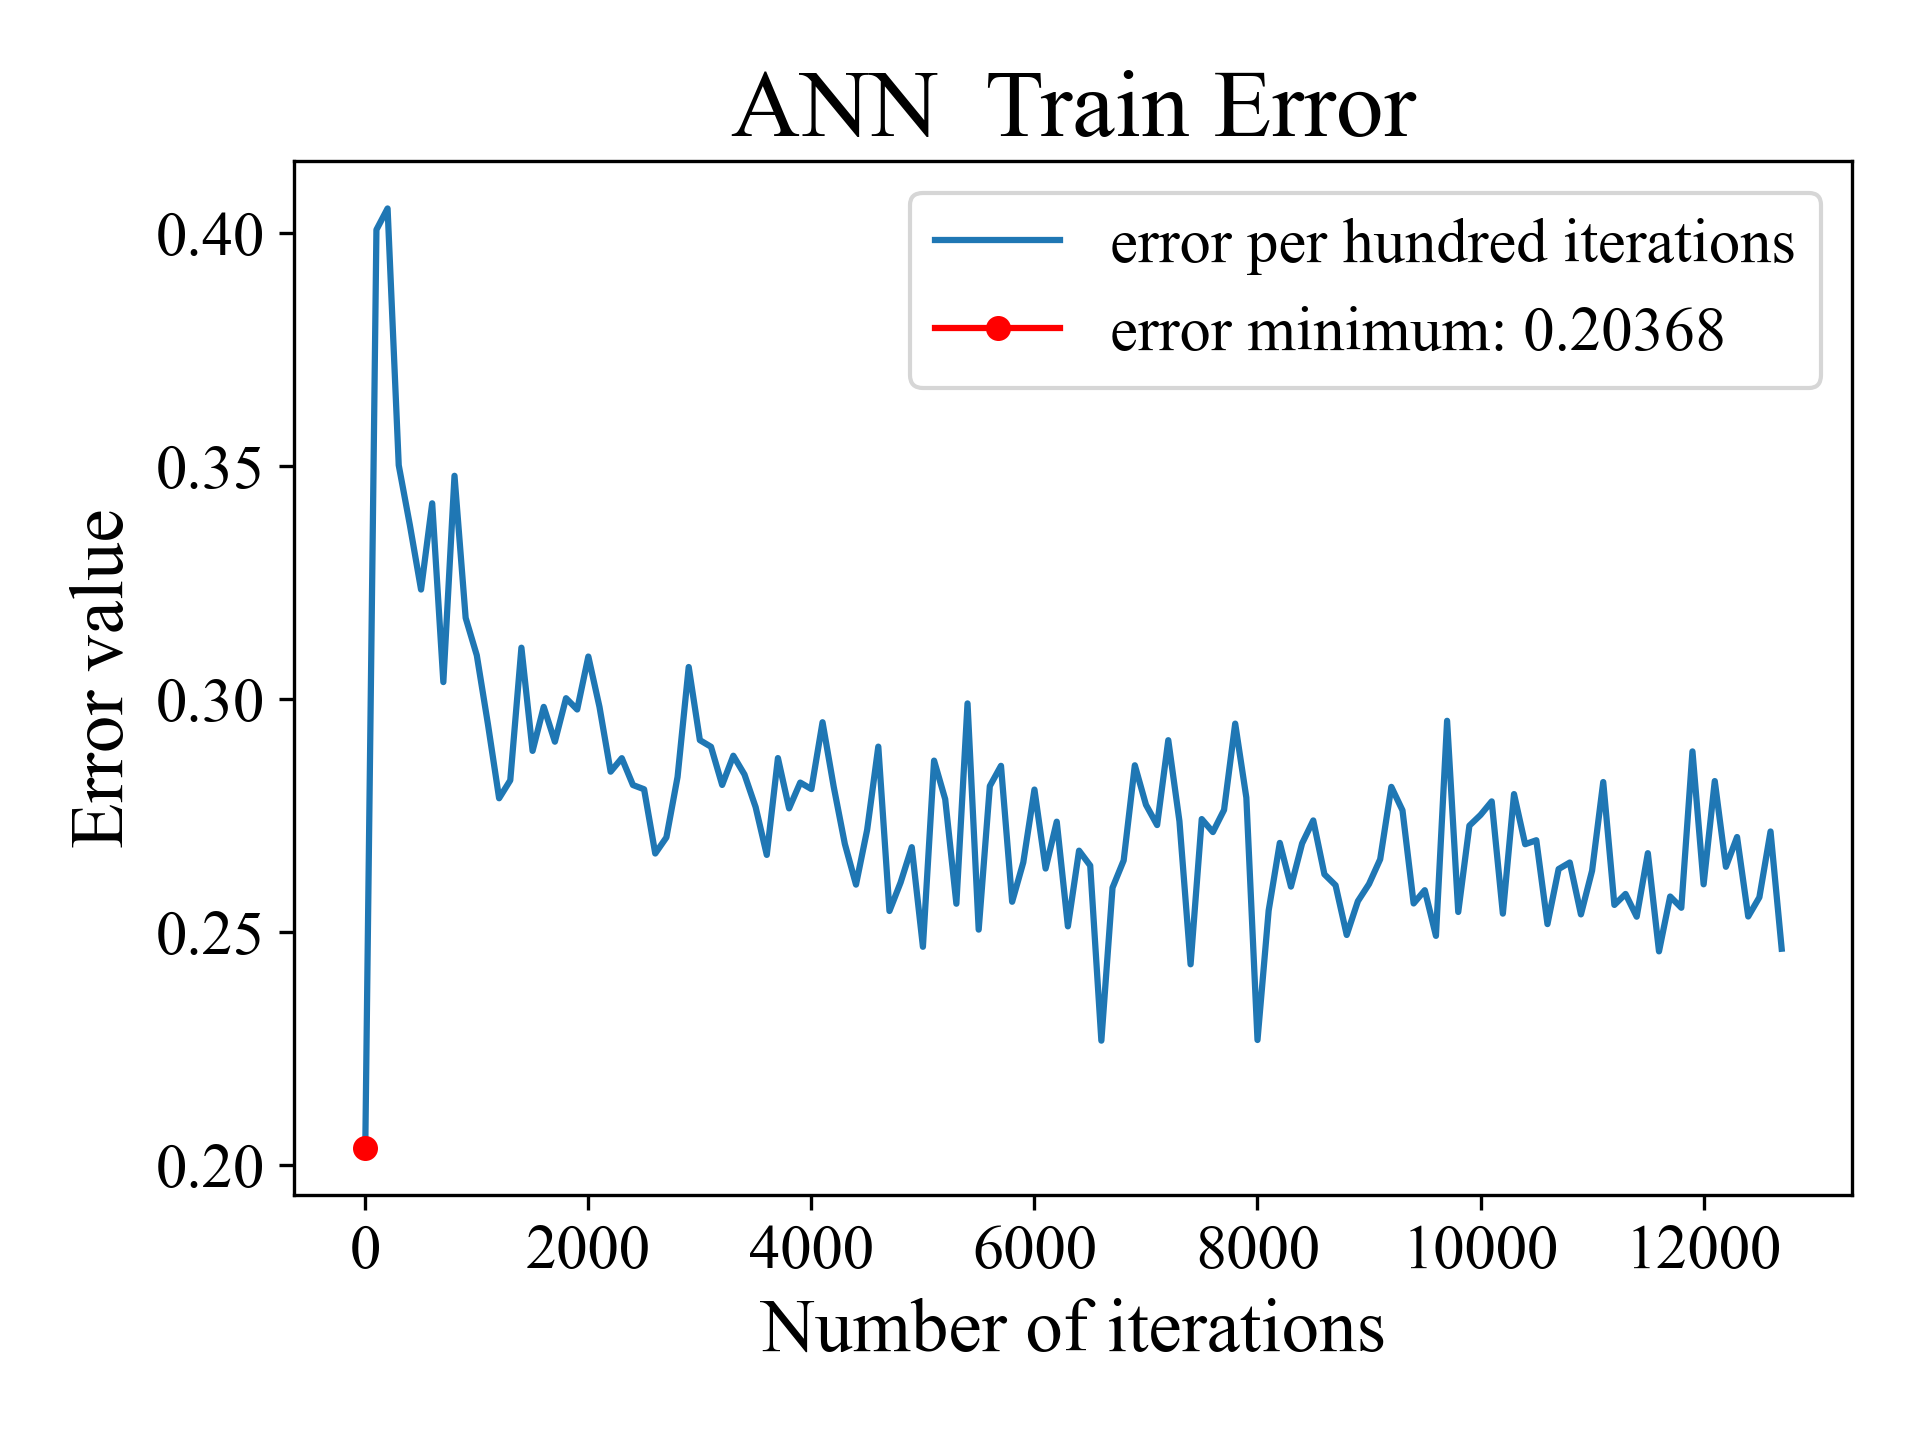 ANN  Train Error
error per hundred iterations
error minimum: 0.20368
0.40
0.35
0.30
0.25
0.20
Error value
0 2000 4000 6000 8000 10000 12000
Number of iterations